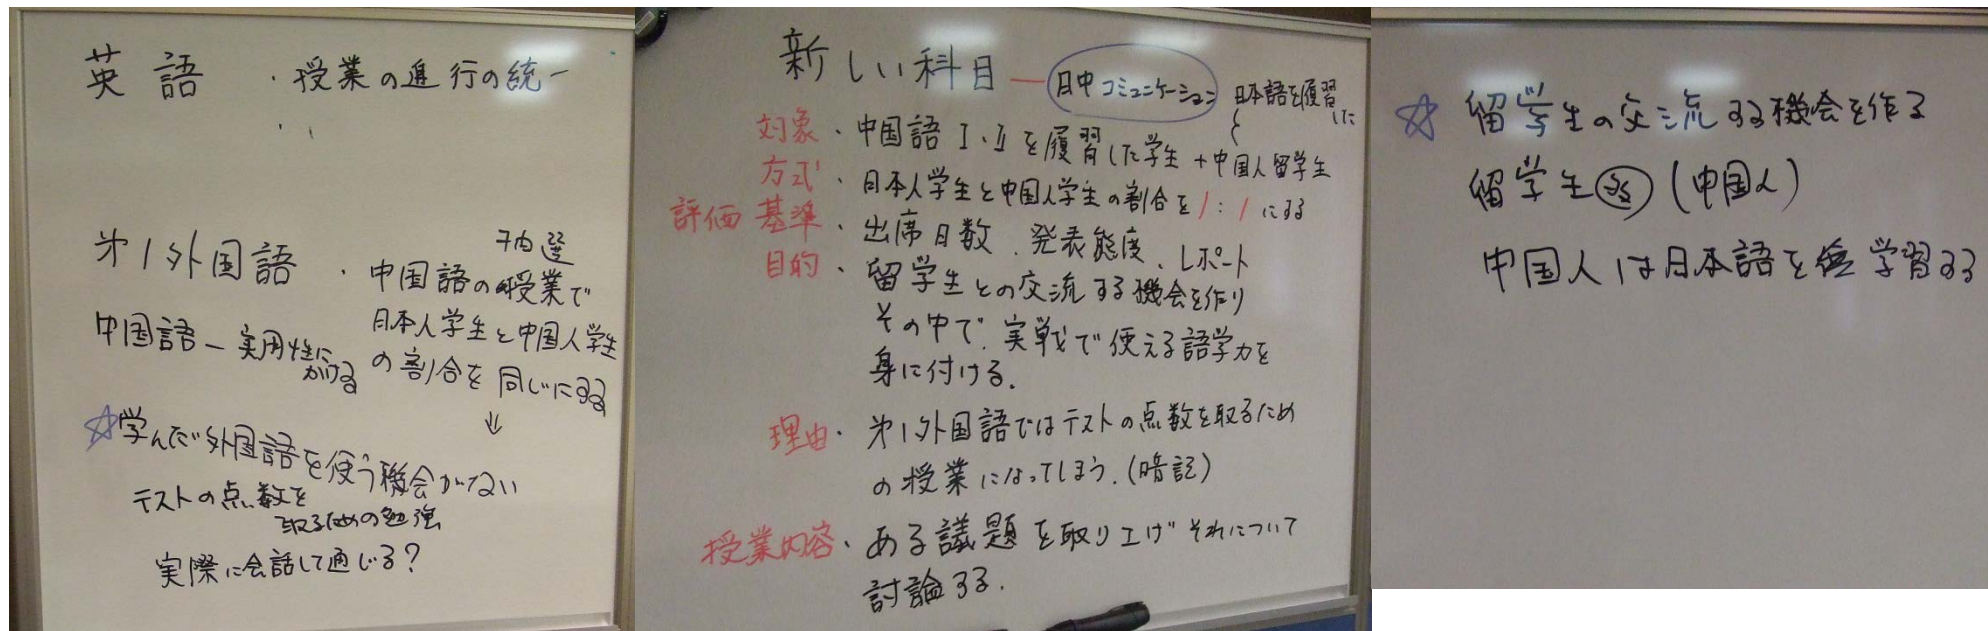 英語 ・授業の進行の統一
第1外国語
抽選
・中国語の授業で
日本人学生と中国人学生
の割合を同じにする
↓
中国語 — 実用性に
かける
☆学んだ外国語を使う機会がない
テストの点数を
取るための勉強
実際に会話して通じる?
新しい科目 — 日中コミュニケーション
日本語を履習
した
対象・中国語Ⅰ・Ⅱを履習した学生+中国人留学生
方式・日本人学生と中国人学生の割合を1:1にする
評価基準・出席日数、発表態度、レポート
目的・留学生との交流する機会を作り
その中で、実戦で使える語学力を
身に付ける。
理由・第1外国語ではテストの点数を取るため
の授業になってしまう。(暗記)
授業内容・ある議題を取り上げそれについて
討論する。
☆留学生の交流する機会を作る
留学生 多 (中国人)
中国人は日本語を学習する